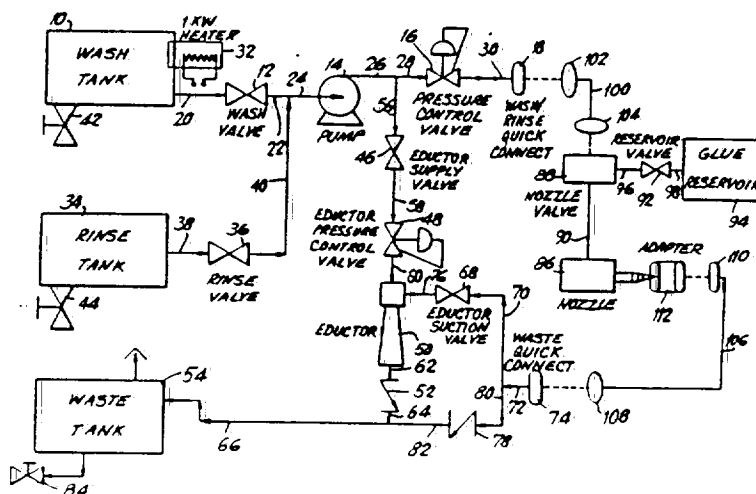 10
WASH
TANK
1 KW
HEATER
32
42
20
12
WASH
VALVE
24
22
40
14
PUMP
26
28
56
16
PRESSURE
CONTROL
VALVE
30
18
WASH/
RINSE
QUICK
CONNECT
102
100
104
88
NOZZLE
VALVE
RESERVOIR
VALVE
96
92
98
GLUE
RESERVOIR
94
46
EDUCTOR
SUPPLY
VALVE
58
34
RINSE
TANK
38
36
RINSE
VALVE
44
EDUCTOR
PRESSURE
CONTROL
VALVE
48
60
76
68
EDUCTOR
SUCTION
VALVE
70
EDUCTOR
50
62
52
64
90
86
NOZZLE
ADAPTER
112
110
106
WASTE
QUICK
CONNECT
80
72
74
108
54
WASTE
TANK
66
82
78
84